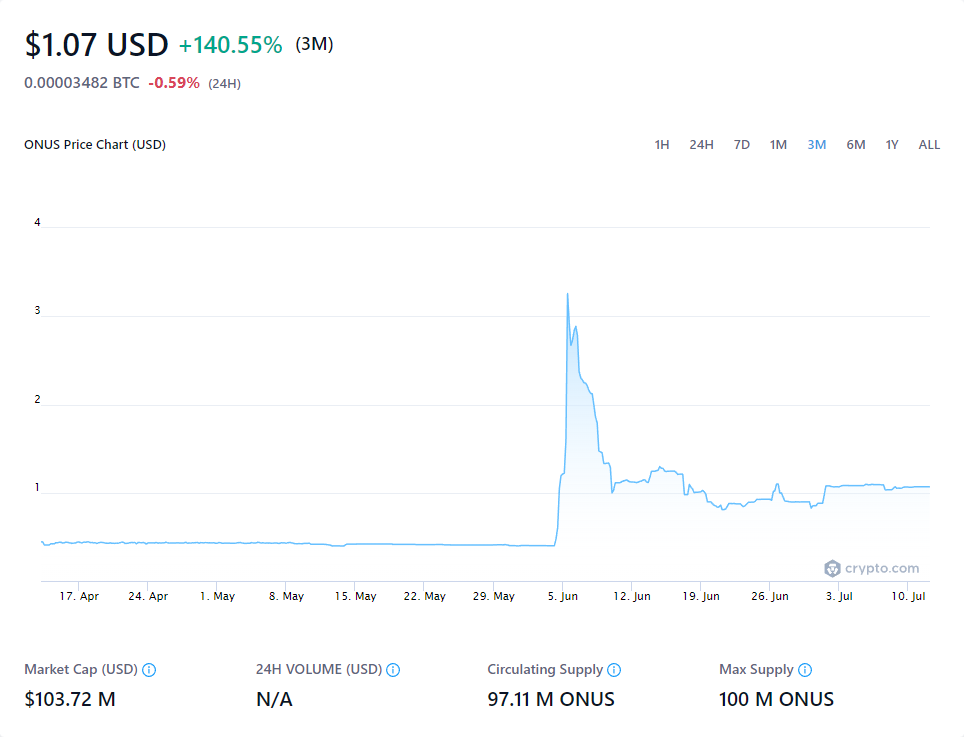 $1.07 USD +140.55% (3M)
0.00003482 BTC -0.59% (24H)
ONUS Price Chart (USD) 1H 24H 7D 1M 3M 6M 1Y ALL
4
3
2
1
crypto.com
17. Apr 24. Apr 1. May 8. May 15. May 22. May 29. May 5. Jun 12. Jun 19. Jun 26. Jun 3. Jul 10. Jul
Market Cap (USD) 24H VOLUME (USD) Circulating Supply Max Supply
$103.72 M N/A 97.11 M ONUS 100 M ONUS